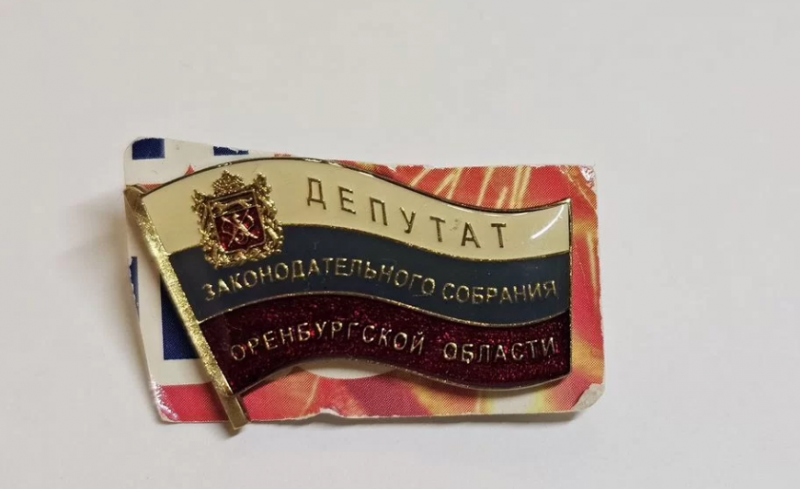 ДЕПУТАТ
ЗАКОНОДАТЕЛЬНОГО СОБРАНИЯ
ОРЕНБУРГСКОЙ ОБЛАСТИ